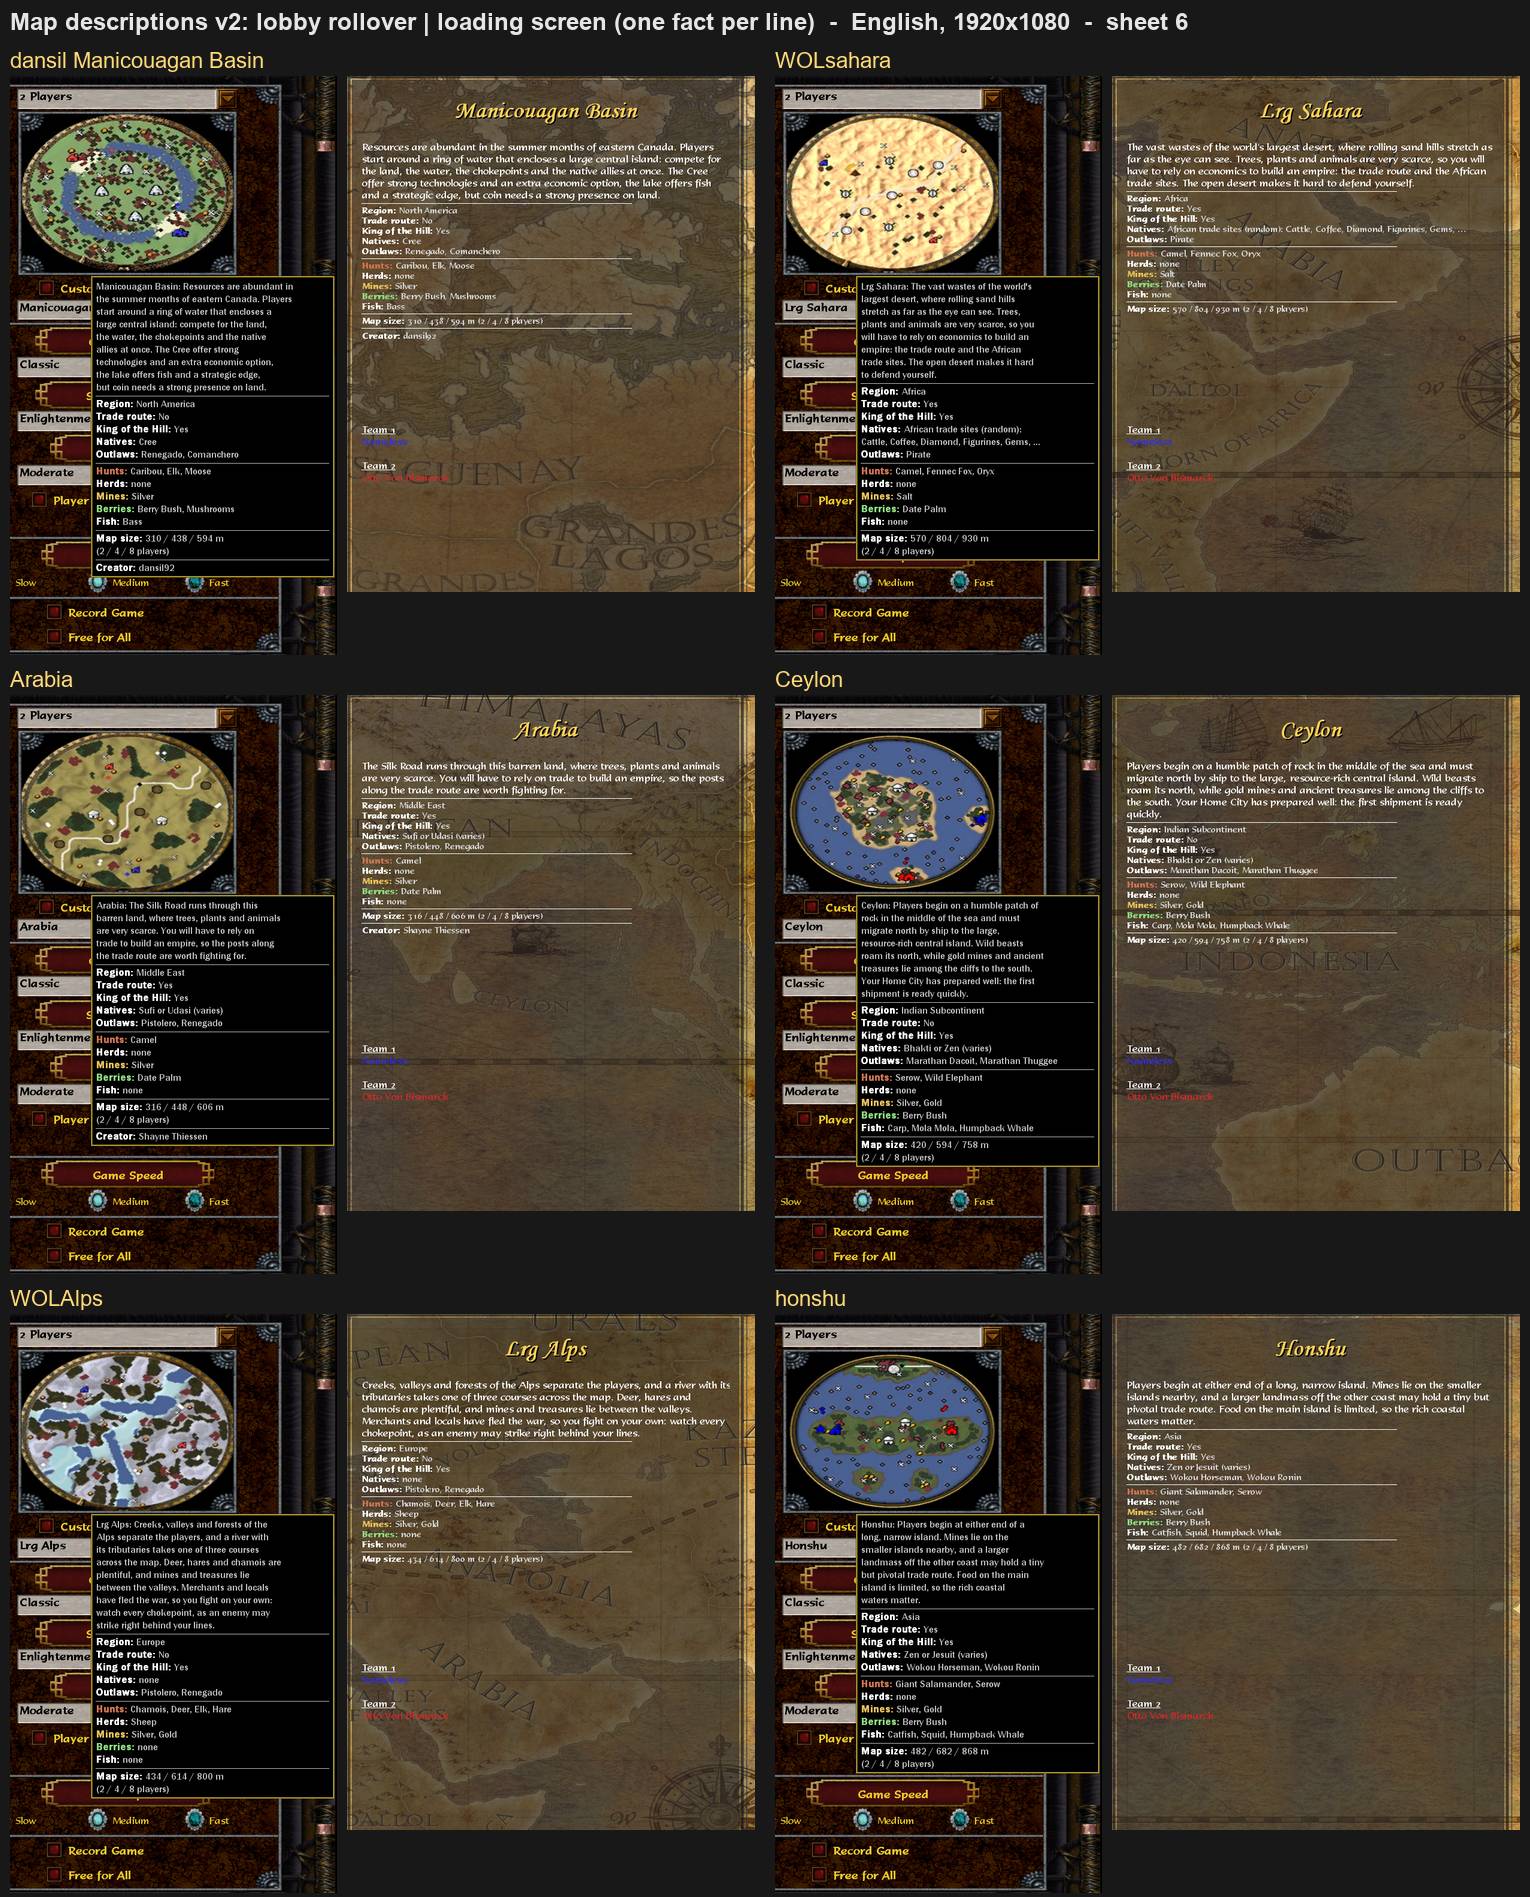 Map descriptions v2: lobby rollover | loading screen (one fact per line)  -  English, 1920x1080  -  sheet 6
dansil Manicouagan Basin
2 Players
Custo
Manicouaga
Classic
Enlightenme
Moderate
Player
Manicouagan Basin: Resources are abundant in
the summer months of eastern Canada. Players
start around a ring of water that encloses a
large central island: compete for the land,
the water, the chokepoints and the native
allies at once. The Cree offer strong
technologies and an extra economic option,
the lake offers fish and a strategic edge,
but coin needs a strong presence on land.
Region: North America
Trade route: No
King of the Hill: Yes
Natives: Cree
Outlaws: Renegado, Comanchero
Hunts: Caribou, Elk, Moose
Herds: none
Mines: Silver
Berries: Berry Bush, Mushrooms
Fish: Bass
Map size: 310 / 438 / 594 m
(2 / 4 / 8 players)
Creator: dansil92
Slow
Medium
Fast
Record Game
Free for All
Manicouagan Basin
Resources are abundant in the summer months of eastern Canada. Players
start around a ring of water that encloses a large central island: compete for
the land, the water, the chokepoints and the native allies at once. The Cree
offer strong technologies and an extra economic option, the lake offers fish
and a strategic edge, but coin needs a strong presence on land.
Region: North America
Trade route: No
King of the Hill: Yes
Natives: Cree
Outlaws: Renegado, Comanchero
Hunts: Caribou, Elk, Moose
Herds: none
Mines: Silver
Berries: Berry Bush, Mushrooms
Fish: Bass
Map size: 310 / 438 / 594 m (2 / 4 / 8 players)
Creator: dansil92
Team 1
Team 2
Otto Von Bismarck
GRANDES
LAGOS
GRANDES
WOLsahara
2 Players
Custo
Lrg Sahara
Classic
Enlightenme
Moderate
Player
Lrg Sahara: The vast wastes of the world's
largest desert, where rolling sand hills
stretch as far as the eye can see. Trees,
plants and animals are very scarce, so you
will have to rely on economics to build an
empire: the trade route and the African
trade sites. The open desert makes it hard
to defend yourself.
Region: Africa
Trade route: Yes
King of the Hill: Yes
Natives: African trade sites (random):
Cattle, Coffee, Diamond, Figurines, Gems, ...
Outlaws: Pirate
Hunts: Camel, Fennec Fox, Oryx
Herds: none
Mines: Salt
Berries: Date Palm
Fish: none
Map size: 570 / 804 / 930 m
(2 / 4 / 8 players)
Slow
Medium
Fast
Record Game
Free for All
Lrg Sahara
The vast wastes of the world's largest desert, where rolling sand hills stretch as
far as the eye can see. Trees, plants and animals are very scarce, so you will
have to rely on economics to build an empire: the trade route and the African
trade sites. The open desert makes it hard to defend yourself.
Region: Africa
Trade route: Yes
King of the Hill: Yes
Natives: African trade sites (random): Cattle, Coffee, Diamond, Figurines, Gems, ...
Outlaws: Pirate
Hunts: Camel, Fennec Fox, Oryx
Herds: none
Mines: Salt
Berries: Date Palm
Fish: none
Map size: 570 / 804 / 930 m (2 / 4 / 8 players)
ARABIA
DALLOL
HORN OF AFRICA
Team 1
Team 2
Otto Von Bismarck
Arabia
2 Players
Custo
Arabia
Classic
Enlightenme
Moderate
Player
Arabia: The Silk Road runs through this
barren land, where trees, plants and animals
are very scarce. You will have to rely on
trade to build an empire, so the posts along
the trade route are worth fighting for.
Region: Middle East
Trade route: Yes
King of the Hill: Yes
Natives: Sufi or Udasi (varies)
Outlaws: Pistolero, Renegado
Hunts: Camel
Herds: none
Mines: Silver
Berries: Date Palm
Fish: none
Map size: 316 / 448 / 606 m
(2 / 4 / 8 players)
Creator: Shayne Thiessen
Game Speed
Slow
Medium
Fast
Record Game
Free for All
HIMALAYAS
Arabia
The Silk Road runs through this barren land, where trees, plants and animals
are very scarce. You will have to rely on trade to build an empire, so the posts
along the trade route are worth fighting for.
Region: Middle East
Trade route: Yes
King of the Hill: Yes
Natives: Sufi or Udasi (varies)
Outlaws: Pistolero, Renegado
Hunts: Camel
Herds: none
Mines: Silver
Berries: Date Palm
Fish: none
Map size: 316 / 448 / 606 m (2 / 4 / 8 players)
Creator: Shayne Thiessen
CEYLON
Team 1
Team 2
Otto Von Bismarck
Ceylon
2 Players
Custo
Ceylon
Classic
Enlightenme
Moderate
Player
Ceylon: Players begin on a humble patch of
rock in the middle of the sea and must
migrate north by ship to the large,
resource-rich central island. Wild beasts
roam its north, while gold mines and ancient
treasures lie among the cliffs to the south.
Your Home City has prepared well: the first
shipment is ready quickly.
Region: Indian Subcontinent
Trade route: No
King of the Hill: Yes
Natives: Bhakti or Zen (varies)
Outlaws: Marathan Dacoit, Marathan Thuggee
Hunts: Serow, Wild Elephant
Herds: none
Mines: Silver, Gold
Berries: Berry Bush
Fish: Carp, Mola Mola, Humpback Whale
Map size: 420 / 594 / 758 m
(2 / 4 / 8 players)
Game Speed
Slow
Medium
Fast
Record Game
Free for All
Ceylon
Players begin on a humble patch of rock in the middle of the sea and must
migrate north by ship to the large, resource-rich central island. Wild beasts
roam its north, while gold mines and ancient treasures lie among the cliffs to
the south. Your Home City has prepared well: the first shipment is ready
quickly.
Region: Indian Subcontinent
Trade route: No
King of the Hill: Yes
Natives: Bhakti or Zen (varies)
Outlaws: Marathan Dacoit, Marathan Thuggee
Hunts: Serow, Wild Elephant
Herds: none
Mines: Silver, Gold
Berries: Berry Bush
Fish: Carp, Mola Mola, Humpback Whale
Map size: 420 / 594 / 758 m (2 / 4 / 8 players)
INDONESIA
Team 1
Team 2
Otto Von Bismarck
OUTBA
WOLAlps
2 Players
Custo
Lrg Alps
Classic
Enlightenme
Moderate
Player
Lrg Alps: Creeks, valleys and forests of the
Alps separate the players, and a river with
its tributaries takes one of three courses
across the map. Deer, hares and chamois are
plentiful, and mines and treasures lie
between the valleys. Merchants and locals
have fled the war, so you fight on your own:
watch every chokepoint, as an enemy may
strike right behind your lines.
Region: Europe
Trade route: No
King of the Hill: Yes
Natives: none
Outlaws: Pistolero, Renegado
Hunts: Chamois, Deer, Elk, Hare
Herds: Sheep
Mines: Silver, Gold
Berries: none
Fish: none
Map size: 434 / 614 / 800 m
(2 / 4 / 8 players)
Slow
Medium
Fast
Record Game
Free for All
URALS
PEAN
Lrg Alps
Creeks, valleys and forests of the Alps separate the players, and a river with its
tributaries takes one of three courses across the map. Deer, hares and
chamois are plentiful, and mines and treasures lie between the valleys.
Merchants and locals have fled the war, so you fight on your own: watch every
chokepoint, as an enemy may strike right behind your lines.
Region: Europe
Trade route: No
King of the Hill: Yes
Natives: none
Outlaws: Pistolero, Renegado
Hunts: Chamois, Deer, Elk, Hare
Herds: Sheep
Mines: Silver, Gold
Berries: none
Fish: none
Map size: 434 / 614 / 800 m (2 / 4 / 8 players)
ANATOLIA
ARABIA
Team 1
Team 2
Otto Von Bismarck
DALLOL
honshu
2 Players
Custo
Honshu
Classic
Enlightenme
Moderate
Player
Honshu: Players begin at either end of a
long, narrow island. Mines lie on the
smaller islands nearby, and a larger
landmass off the other coast may hold a tiny
but pivotal trade route. Food on the main
island is limited, so the rich coastal
waters matter.
Region: Asia
Trade route: Yes
King of the Hill: Yes
Natives: Zen or Jesuit (varies)
Outlaws: Wokou Horseman, Wokou Ronin
Hunts: Giant Salamander, Serow
Herds: none
Mines: Silver, Gold
Berries: Berry Bush
Fish: Catfish, Squid, Humpback Whale
Map size: 482 / 682 / 868 m
(2 / 4 / 8 players)
Game Speed
Slow
Medium
Fast
Record Game
Free for All
Honshu
Players begin at either end of a long, narrow island. Mines lie on the smaller
islands nearby, and a larger landmass off the other coast may hold a tiny but
pivotal trade route. Food on the main island is limited, so the rich coastal
waters matter.
Region: Asia
Trade route: Yes
King of the Hill: Yes
Natives: Zen or Jesuit (varies)
Outlaws: Wokou Horseman, Wokou Ronin
Hunts: Giant Salamander, Serow
Herds: none
Mines: Silver, Gold
Berries: Berry Bush
Fish: Catfish, Squid, Humpback Whale
Map size: 482 / 682 / 868 m (2 / 4 / 8 players)
Team 1
Team 2
Otto Von Bismarck